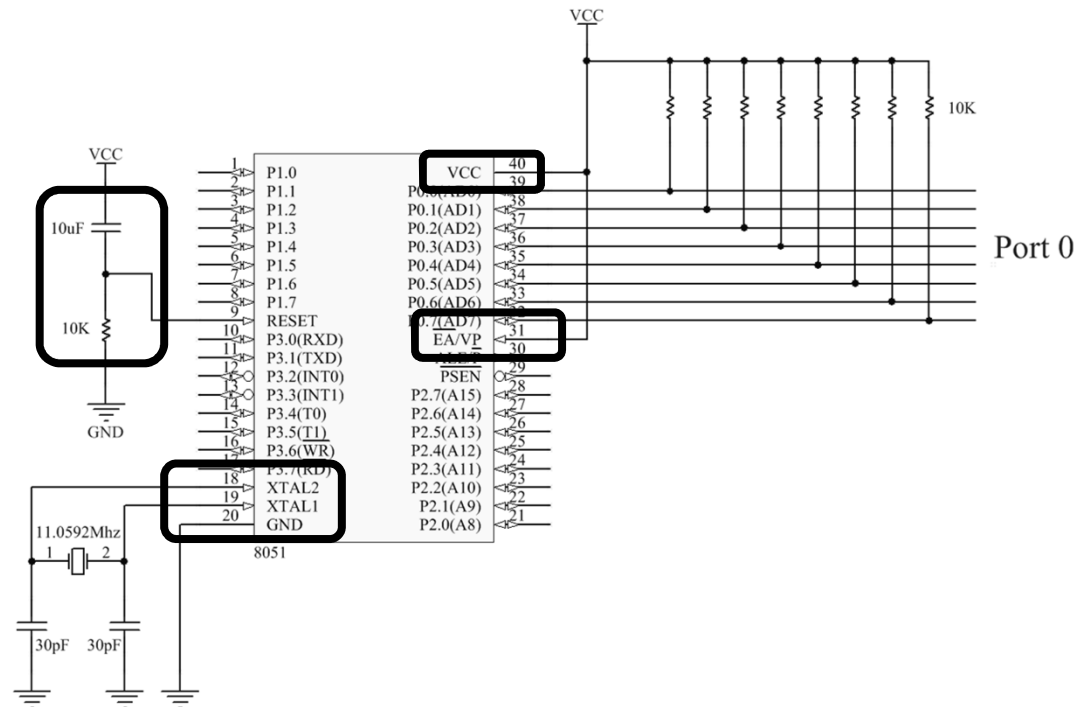 VCC
10K
Port 0
VCC
10uF
10K
GND
1 P1.0
2 P1.1
3 P1.2
4 P1.3
5 P1.4
6 P1.5
7 P1.6
8 P1.7
9 RESET
10 P3.0(RXD)
11 P3.1(TXD)
12 P3.2(INT0)
13 P3.3(INT1)
14 P3.4(T0)
15 P3.5(T1)
16 P3.6(WR)
17 P3.7(RD)
18 XTAL2
19 XTAL1
20 GND
VCC 40
P0.0(AD0) 39
P0.1(AD1) 38
P0.2(AD2) 37
P0.3(AD3) 36
P0.4(AD4) 35
P0.5(AD5) 34
P0.6(AD6) 33
P0.7(AD7) 32
EA/VP 31
ALE/P 30
PSEN 29
P2.7(A15) 28
P2.6(A14) 27
P2.5(A13) 26
P2.4(A12) 25
P2.3(A11) 24
P2.2(A10) 23
P2.1(A9) 22
P2.0(A8) 21
8051
11.0592Mhz
1 2
30pF 30pF